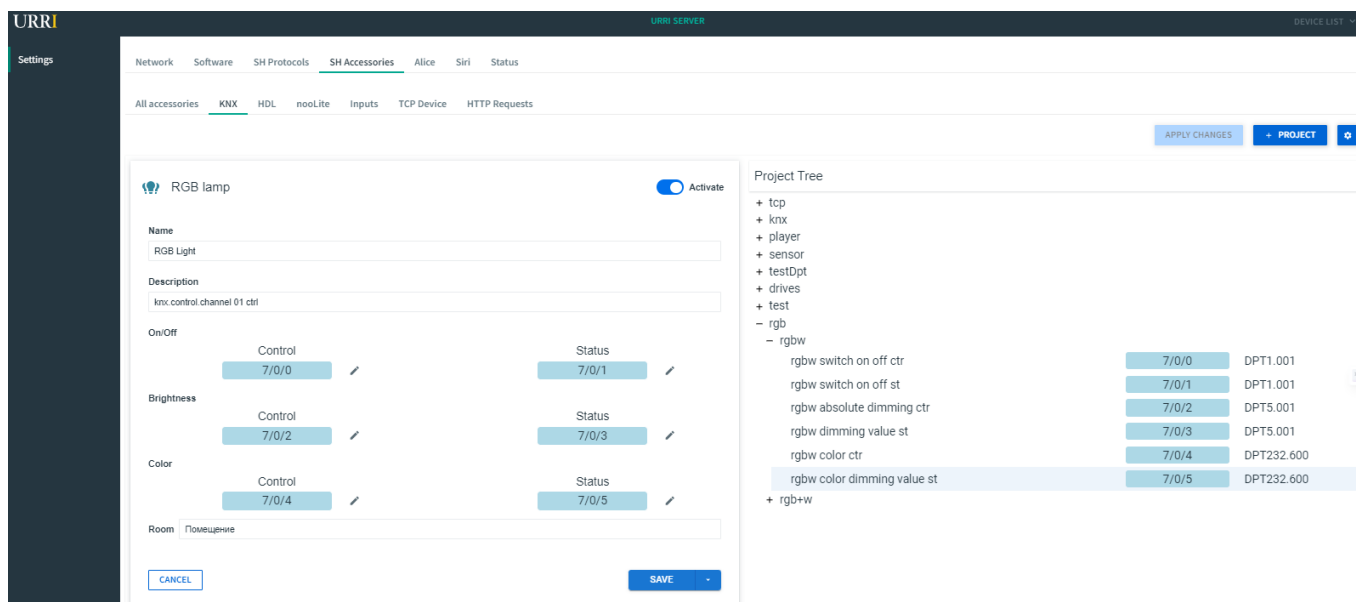 URRI
URRI SERVER
DEVICE LIST
Settings
Network Software SH Protocols SH Accessories Alice Siri Status
All accessories KNX HDL nooLite Inputs TCP Device HTTP Requests
APPLY CHANGES + PROJECT
RGB lamp Activate
Name
RGB Light
Description
knx.control.channel 01 ctrl
On/Off
Control Status
7/0/0 7/0/1
Brightness
Control Status
7/0/2 7/0/3
Color
Control Status
7/0/4 7/0/5
Room Помещение
CANCEL SAVE
Project Tree
+ tcp
+ knx
+ player
+ sensor
+ testDpt
+ drives
+ test
– rgb
– rgbw
rgbw switch on off ctr 7/0/0 DPT1.001
rgbw switch on off st 7/0/1 DPT1.001
rgbw absolute dimming ctr 7/0/2 DPT5.001
rgbw dimming value st 7/0/3 DPT5.001
rgbw color ctr 7/0/4 DPT232.600
rgbw color dimming value st 7/0/5 DPT232.600
+ rgb+w